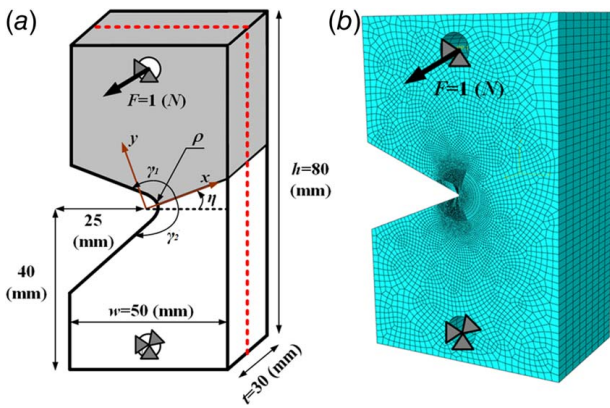 (a)
F=1 (N)
y
ρ
γ1
x
η
h=80
(mm)
25
(mm)
γ2
40
(mm)
w=50 (mm)
t=30 (mm)
(b)
F=1 (N)